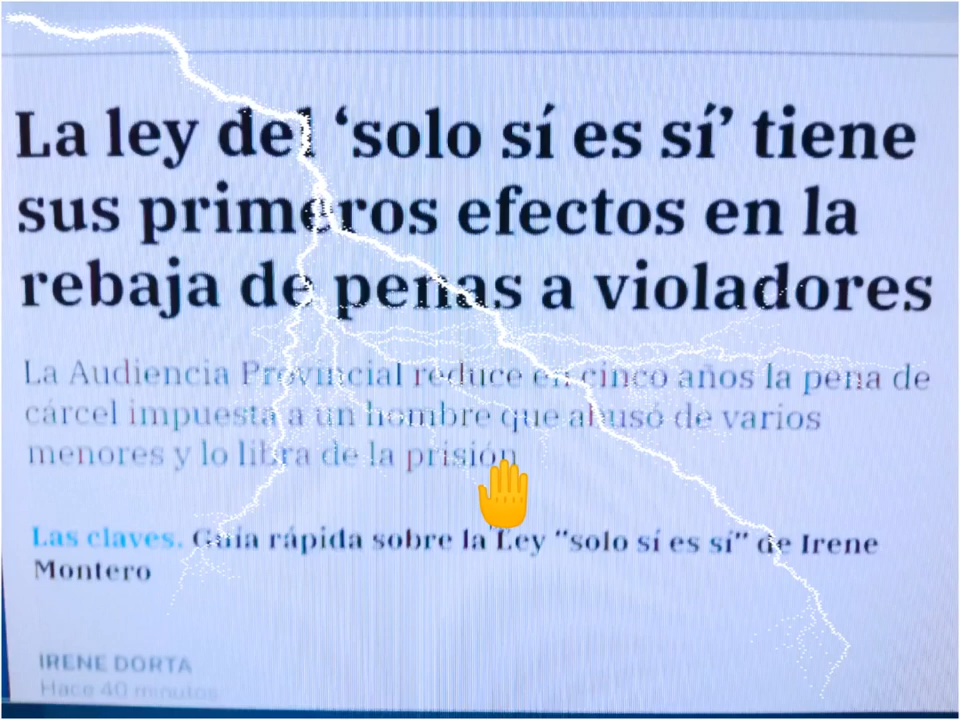 La ley del ‘solo sí es sí’ tiene
sus primeros efectos en la
rebaja de penas a violadores
La Audiencia Provincial reduce en cinco años la pena de
cárcel impuesta a un hombre que abusó de varios
menores y lo libra de la prisión
Las claves. Guía rápida sobre la Ley "solo sí es sí" de Irene
Montero
IRENE DORTA
Hace 40 minutos